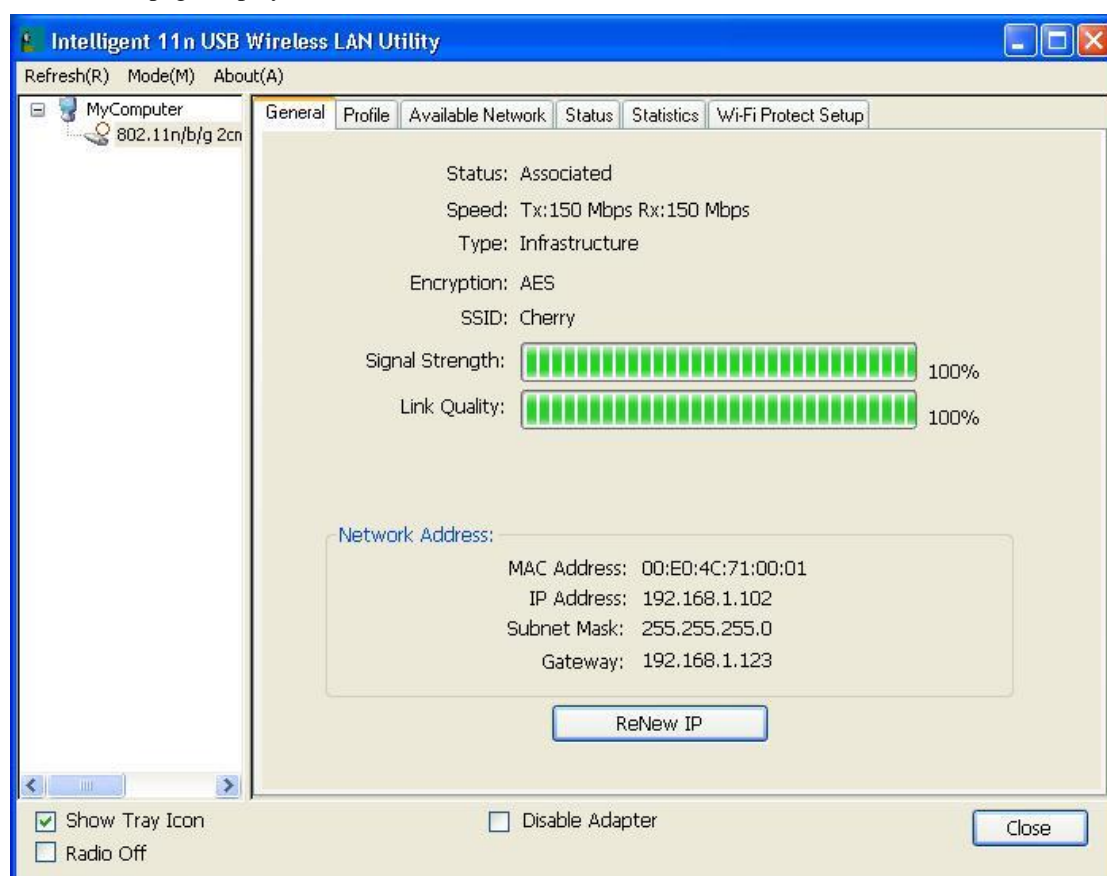 Intelligent 11n USB Wireless LAN Utility
Refresh(R) Mode(M) About(A)
MyComputer
802.11n/b/g 2cn
General Profile Available Network Status Statistics Wi-Fi Protect Setup
Status: Associated
Speed: Tx:150 Mbps Rx:150 Mbps
Type: Infrastructure
Encryption: AES
SSID: Cherry
Signal Strength: 100%
Link Quality: 100%
Network Address:
MAC Address: 00:E0:4C:71:00:01
IP Address: 192.168.1.102
Subnet Mask: 255.255.255.0
Gateway: 192.168.1.123
ReNew IP
Show Tray Icon Disable Adapter Close
Radio Off